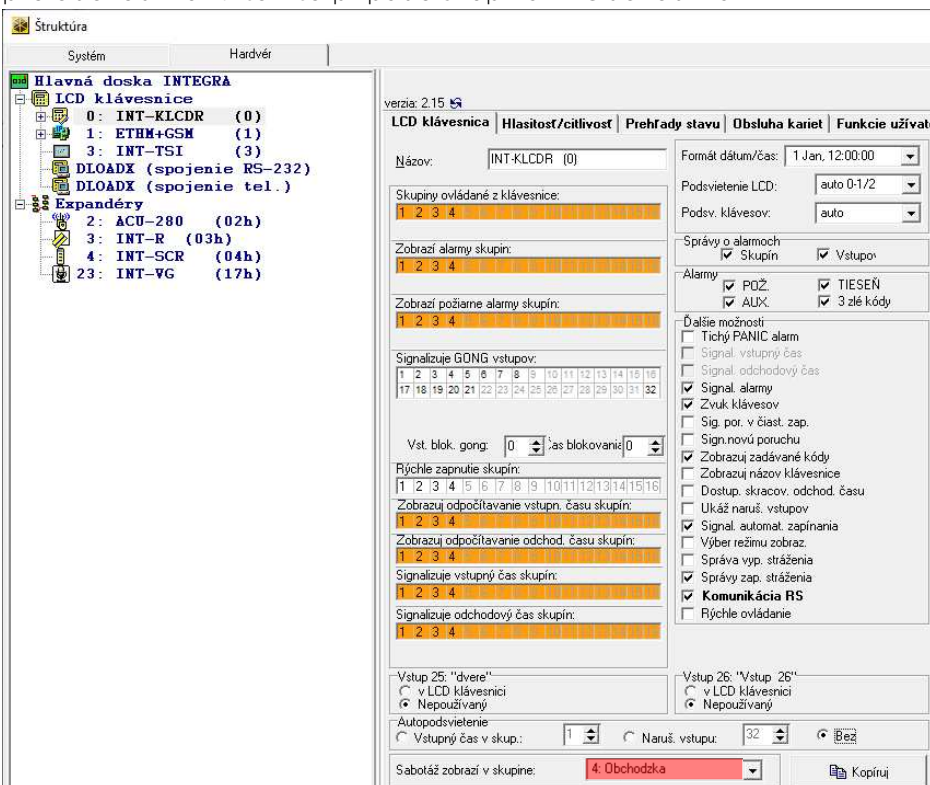 Štruktúra
Systém Hardvér
Hlavná doska INTEGRA
LCD klávesnice
0: INT-KLCDR (0)
1: ETHM+GSM (1)
3: INT-TSI (3)
DLOADX (spojenie RS-232)
DLOADX (spojenie tel.)
Expandéry
2: ACU-280 (02h)
3: INT-R (03h)
4: INT-SCR (04h)
23: INT-VG (17h)
verzia: 2.15
LCD klávesnica Hlasitosť/citlivosť Prehľady stavu Obsluha kariet Funkcie užívat
Názov: INT-KLCDR (0)
Skupiny ovládané z klávesnice:
1 2 3 4
Zobrazí alarmy skupín:
1 2 3 4
Zobrazí požiarne alarmy skupín:
1 2 3 4
Signalizuje GONG vstupov:
1 2 3 4 5 6 7 8 9 10 11 12 13 14 15 16
17 18 19 20 21 22 23 24 25 26 27 28 29 30 31 32
Vst. blok. gong: 0 čas blokovania 0
Rýchle zapnutie skupín:
1 2 3 4 5 6 7 8 9 10 11 12 13 14 15 16
Zobrazuj odpočítavanie vstupn. času skupín:
1 2 3 4
Zobrazuj odpočítavanie odchod. času skupín:
1 2 3 4
Signalizuje vstupný čas skupín:
1 2 3 4
Signalizuje odchodový čas skupín:
1 2 3 4
Formát dátum/čas: 1 Jan, 12:00:00
Podsvietenie LCD: auto 0-1/2
Podsv. klávesov: auto
Správy o alarmoch
Skupín Vstupov
Alarmy
POŽ. TIESEŇ
AUX. 3 zlé kódy
Ďalšie možnosti
Tichý PANIC alarm
Signal. vstupný čas
Signal. odchodový čas
Signal. alarmy
Zvuk klávesov
Sig. por. v čiast. zap.
Sign.novú poruchu
Zobrazuj zadávané kódy
Zobrazuj názov klávesnice
Dostup. skracov. odchod. času
Ukáž naruš. vstupov
Signal. automat. zapínania
Výber režimu zobraz.
Správa vyp. stráženia
Správy zap. stráženia
Komunikácia RS
Rýchle ovládanie
Vstup 25: "dvere"
v LCD klávesnici
Nepoužívaný
Vstup 26: "Vstup 26"
v LCD klávesnici
Nepoužívaný
Autopodsvietenie
Vstupný čas v skup.: 1 Naruš. vstupu: 32 Bez
Sabotáž zobrazí v skupine: 4: Obchodzka Kopíruj